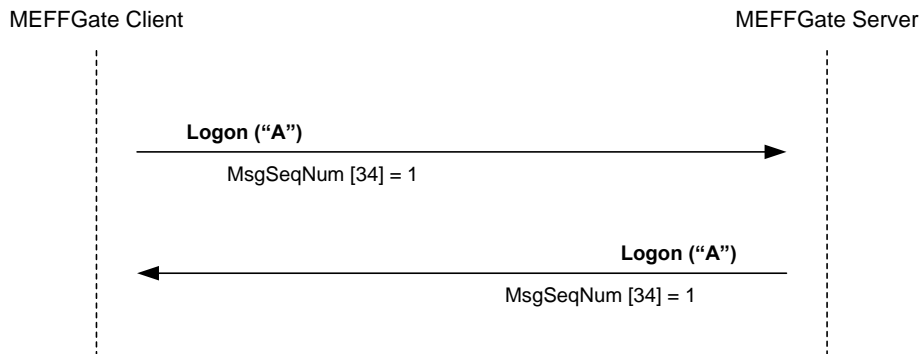 MEFFGate Client
MEFFGate Server
Logon (“A”)
MsgSeqNum [34] = 1
Logon (“A”)
MsgSeqNum [34] = 1